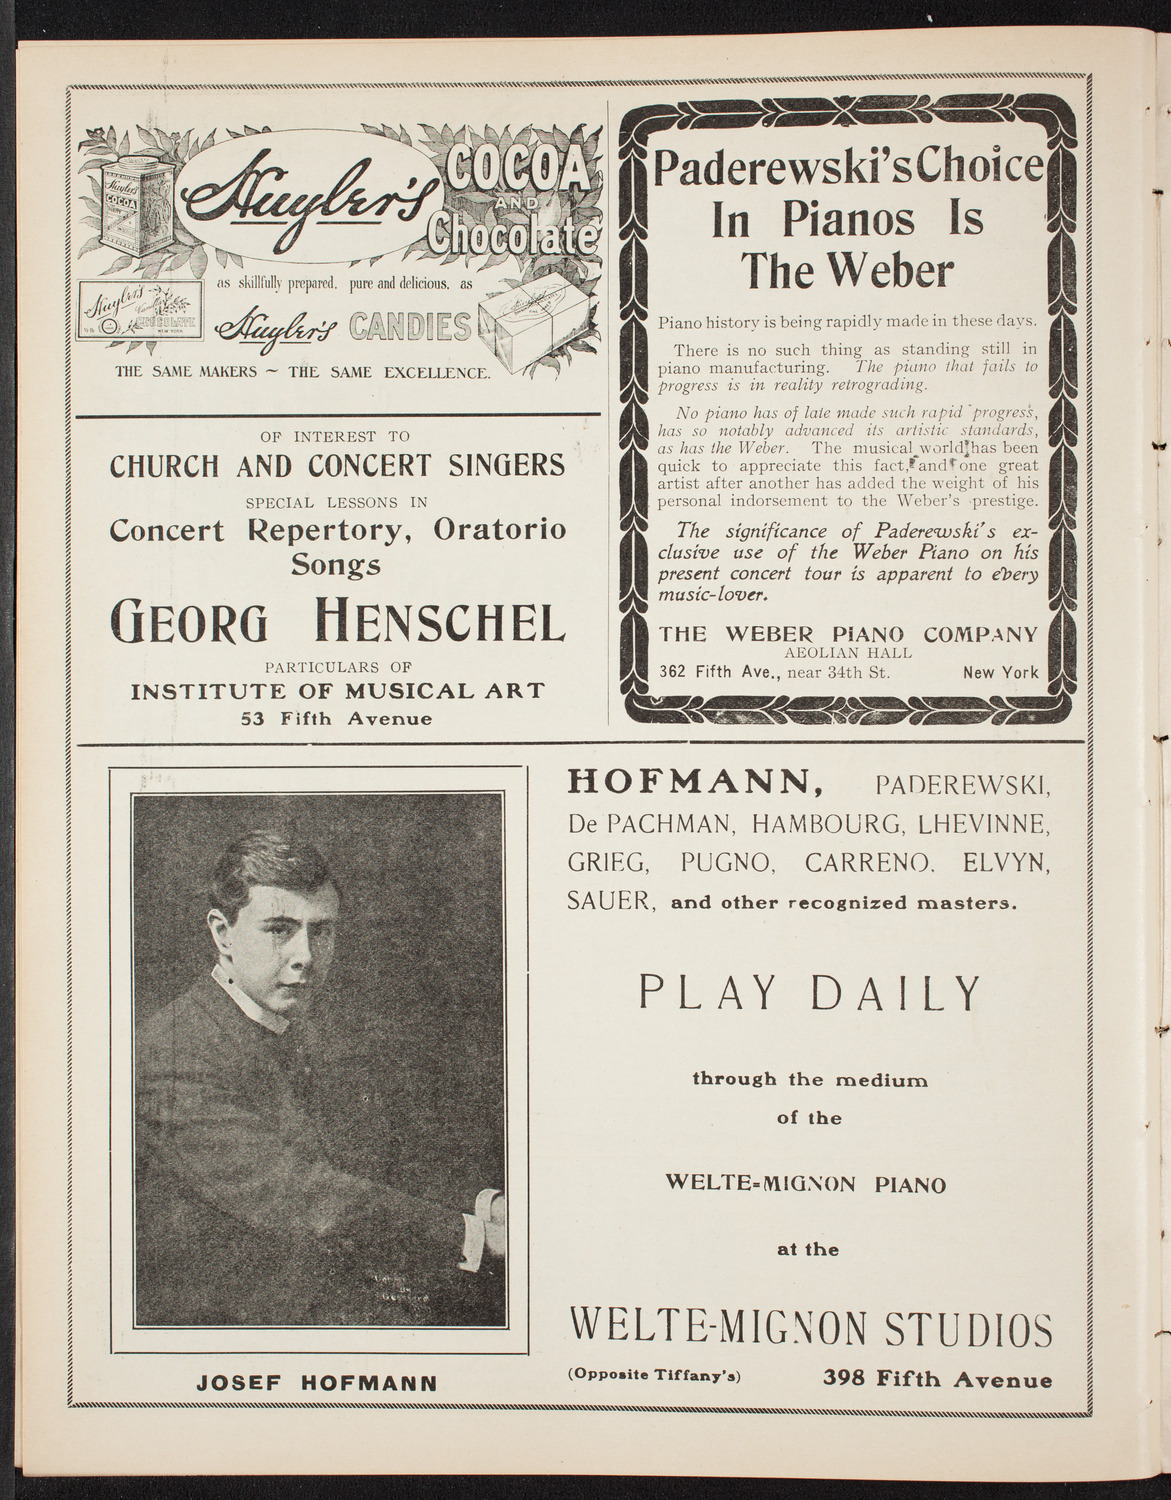 Huyler's
COCOA
AND
Chocolate
Huyler's
COCOA
as skillfully prepared, pure and delicious, as
Huyler's
CHOCOLATE
NEW YORK
Huyler's CANDIES
THE SAME MAKERS ~ THE SAME EXCELLENCE.
OF INTEREST TO
CHURCH AND CONCERT SINGERS
SPECIAL LESSONS IN
Concert Repertory, Oratorio
Songs
GEORG HENSCHEL
PARTICULARS OF
INSTITUTE OF MUSICAL ART
53 Fifth Avenue
Paderewski's Choice
In Pianos Is
The Weber
Piano history is being rapidly made in these days.
There is no such thing as standing still in
piano manufacturing. The piano that fails to
progress is in reality retrograding.
No piano has of late made such rapid progress,
has so notably advanced its artistic standards,
as has the Weber. The musical world has been
quick to appreciate this fact, and one great
artist after another has added the weight of his
personal indorsement to the Weber's prestige.
The significance of Paderewski's ex-
clusive use of the Weber Piano on his
present concert tour is apparent to every
music-lover.
THE WEBER PIANO COMPANY
AEOLIAN HALL
362 Fifth Ave., near 34th St. New York
JOSEF HOFMANN
HOFMANN, PADEREWSKI,
De PACHMAN, HAMBOURG, LHEVINNE,
GRIEG, PUGNO, CARRENO, ELVYN,
SAUER, and other recognized masters.
PLAY DAILY
through the medium
of the
WELTE-MIGNON PIANO
at the
WELTE-MIGNON STUDIOS
(Opposite Tiffany's) 398 Fifth Avenue